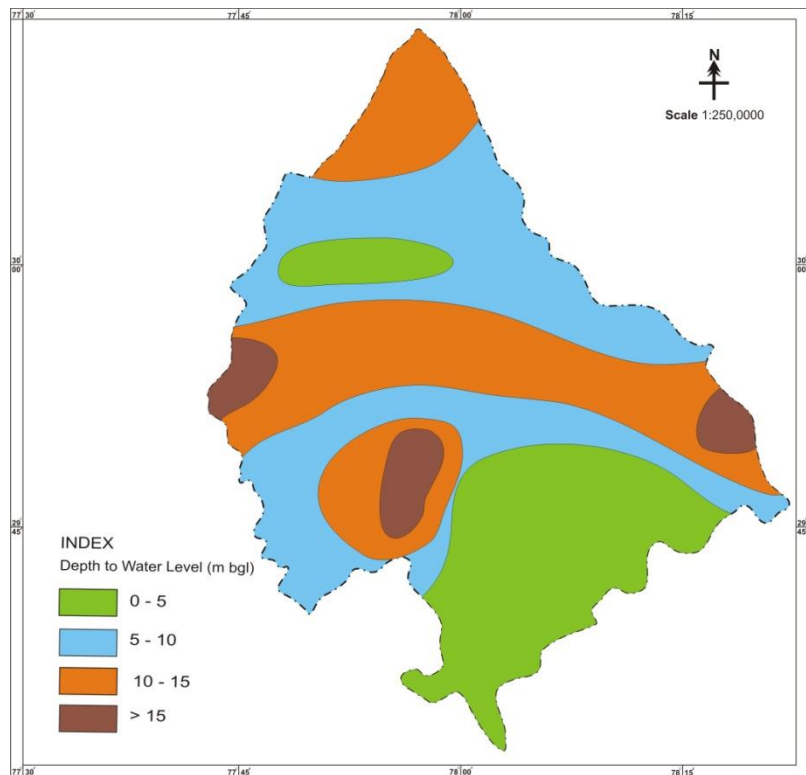 77 30' 77°45' 78°00' 78°15'
N
Scale 1:250,0000
30
00
30
00
29
45
29
45
INDEX
Depth to Water Level (m bgl)
0 - 5
5 - 10
10 - 15
> 15
77 30' 77°45' 78°00' 78°15'